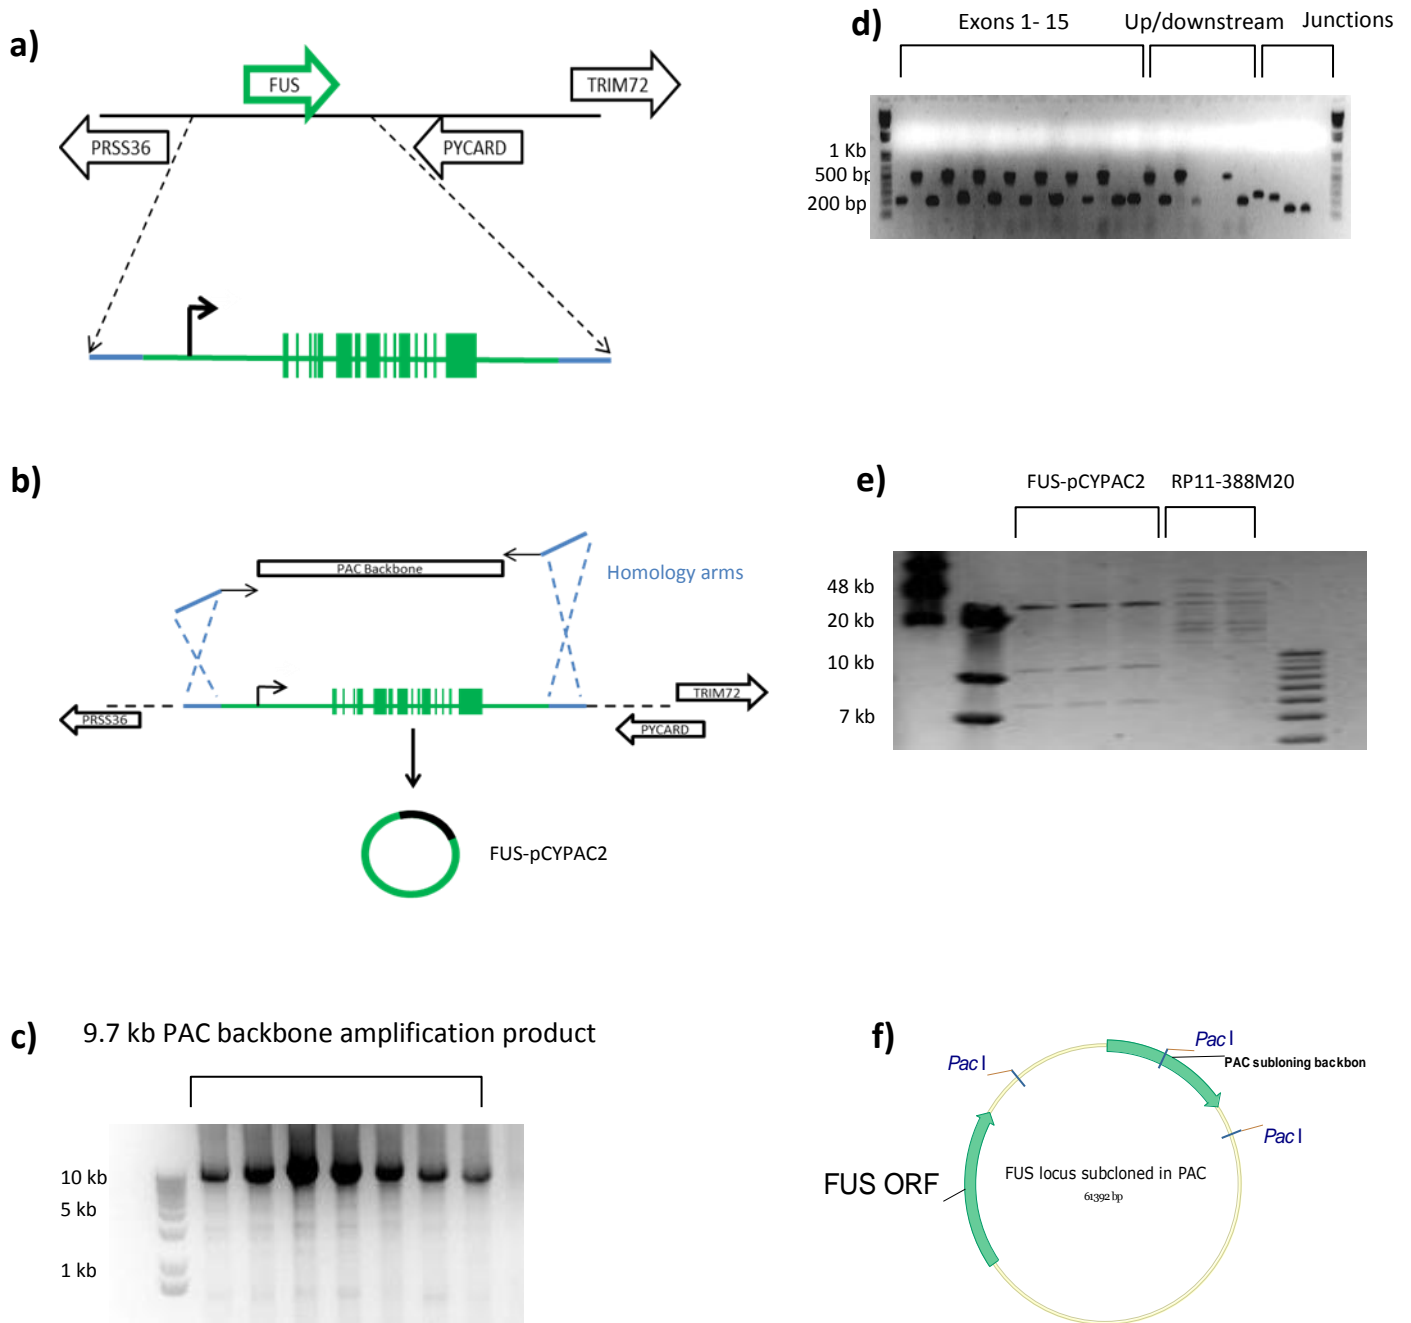 a)
FUS
TRIM72
PRSS36
PYCARD
b)
PAC Backbone
Homology arms
TRIM72
PRSS36
PYCARD
FUS-pCYPAC2
c)
9.7 kb PAC backbone amplification product
10 kb
5 kb
1 kb
d)
Exons 1- 15
Up/downstream
Junctions
1 Kb
500 bp
200 bp
e)
FUS-pCYPAC2
RP11-388M20
48 kb
20 kb
10 kb
7 kb
f)
Pac I
PAC subloning backbon
Pac I
Pac I
FUS ORF
FUS locus subcloned in PAC
61392 bp